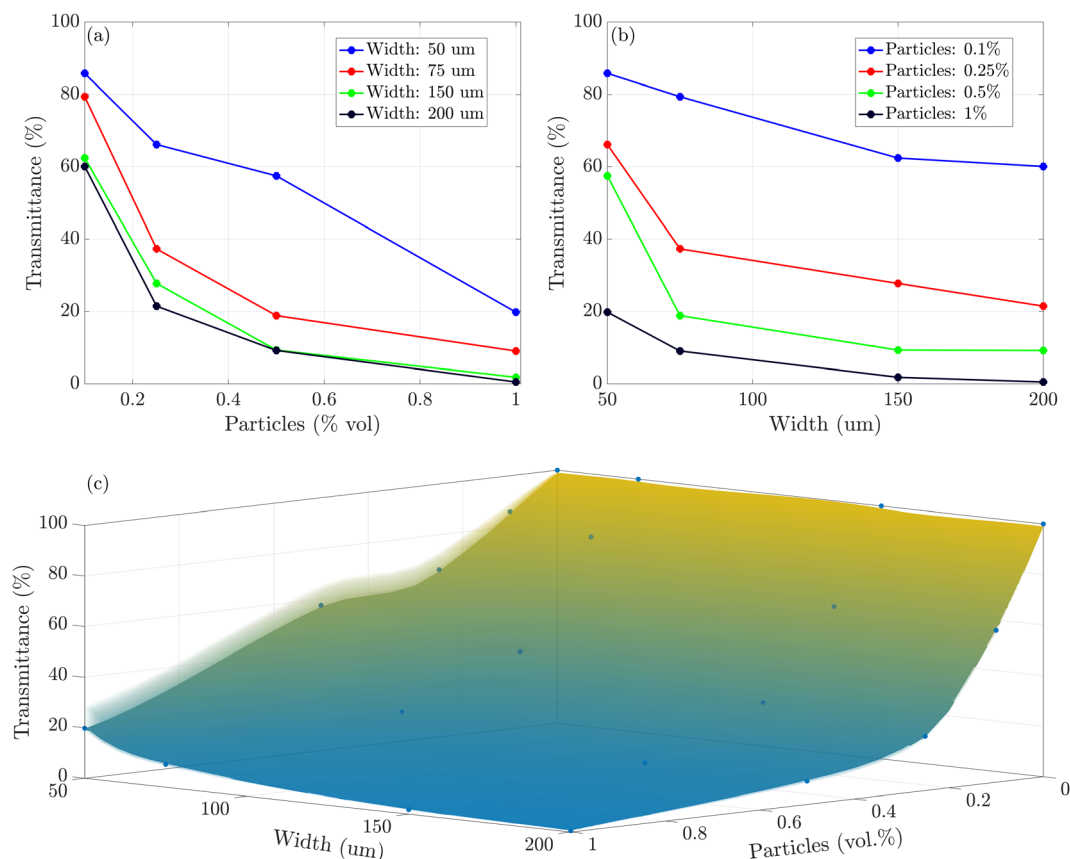 (a)
Width: 50 um
Width: 75 um
Width: 150 um
Width: 200 um
100
80
60
40
20
0
Transmittance (%)
0.2
0.4
0.6
0.8
1
Particles (% vol)
(b)
Particles: 0.1%
Particles: 0.25%
Particles: 0.5%
Particles: 1%
100
80
60
40
20
0
Transmittance (%)
50
100
150
200
Width (um)
(c)
100
80
60
40
20
0
Transmittance (%)
50
100
150
200
Width (um)
1
0.8
0.6
0.4
0.2
0
Particles (vol.%)